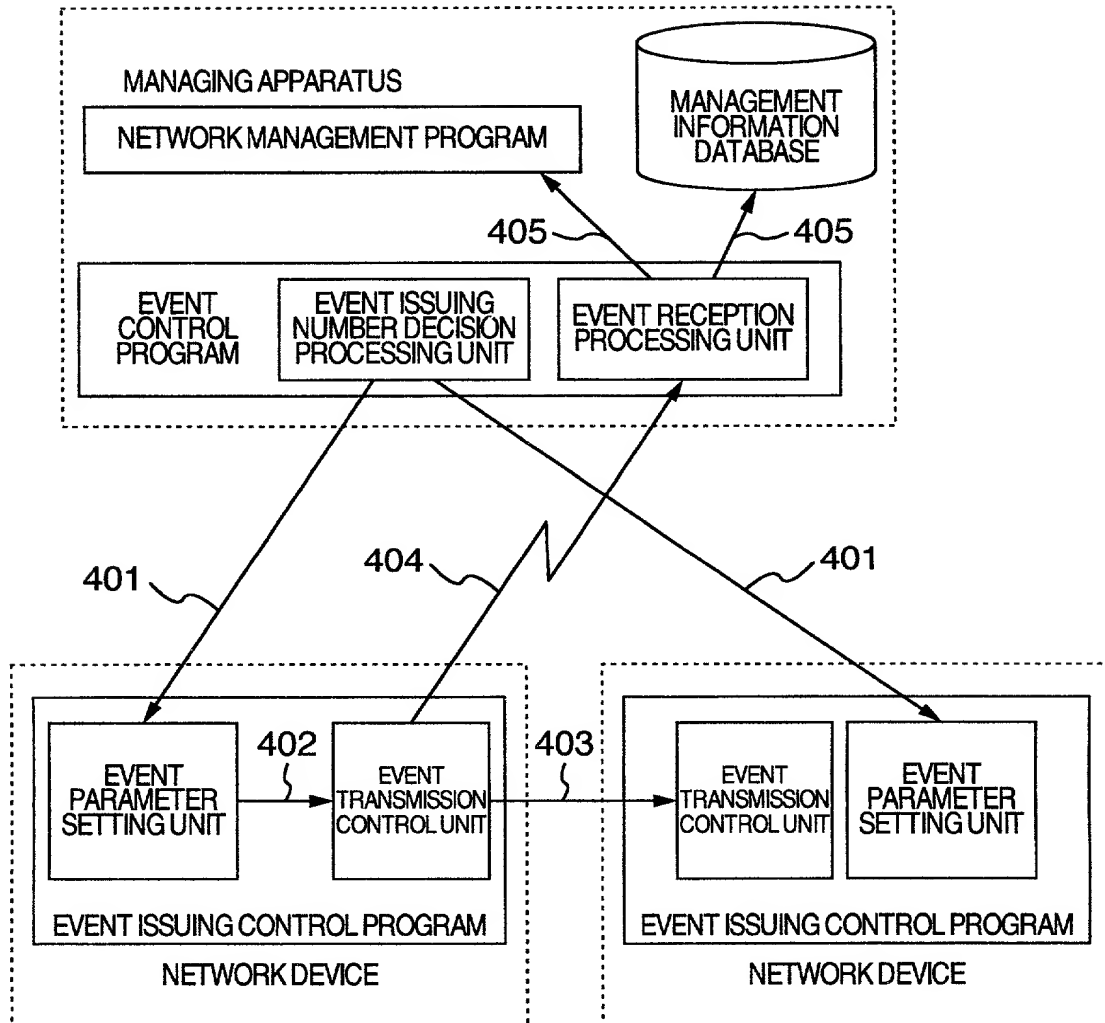 MANAGING APPARATUS
NETWORK MANAGEMENT PROGRAM
MANAGEMENT
INFORMATION
DATABASE
405
405
EVENT
CONTROL
PROGRAM
EVENT ISSUING
NUMBER DECISION
PROCESSING UNIT
EVENT RECEPTION
PROCESSING UNIT
401
404
401
EVENT
PARAMETER
SETTING UNIT
402
EVENT
TRANSMISSION
CONTROL UNIT
403
EVENT
TRANSMISSION
CONTROL UNIT
EVENT
PARAMETER
SETTING UNIT
EVENT ISSUING CONTROL PROGRAM
EVENT ISSUING CONTROL PROGRAM
NETWORK DEVICE
NETWORK DEVICE